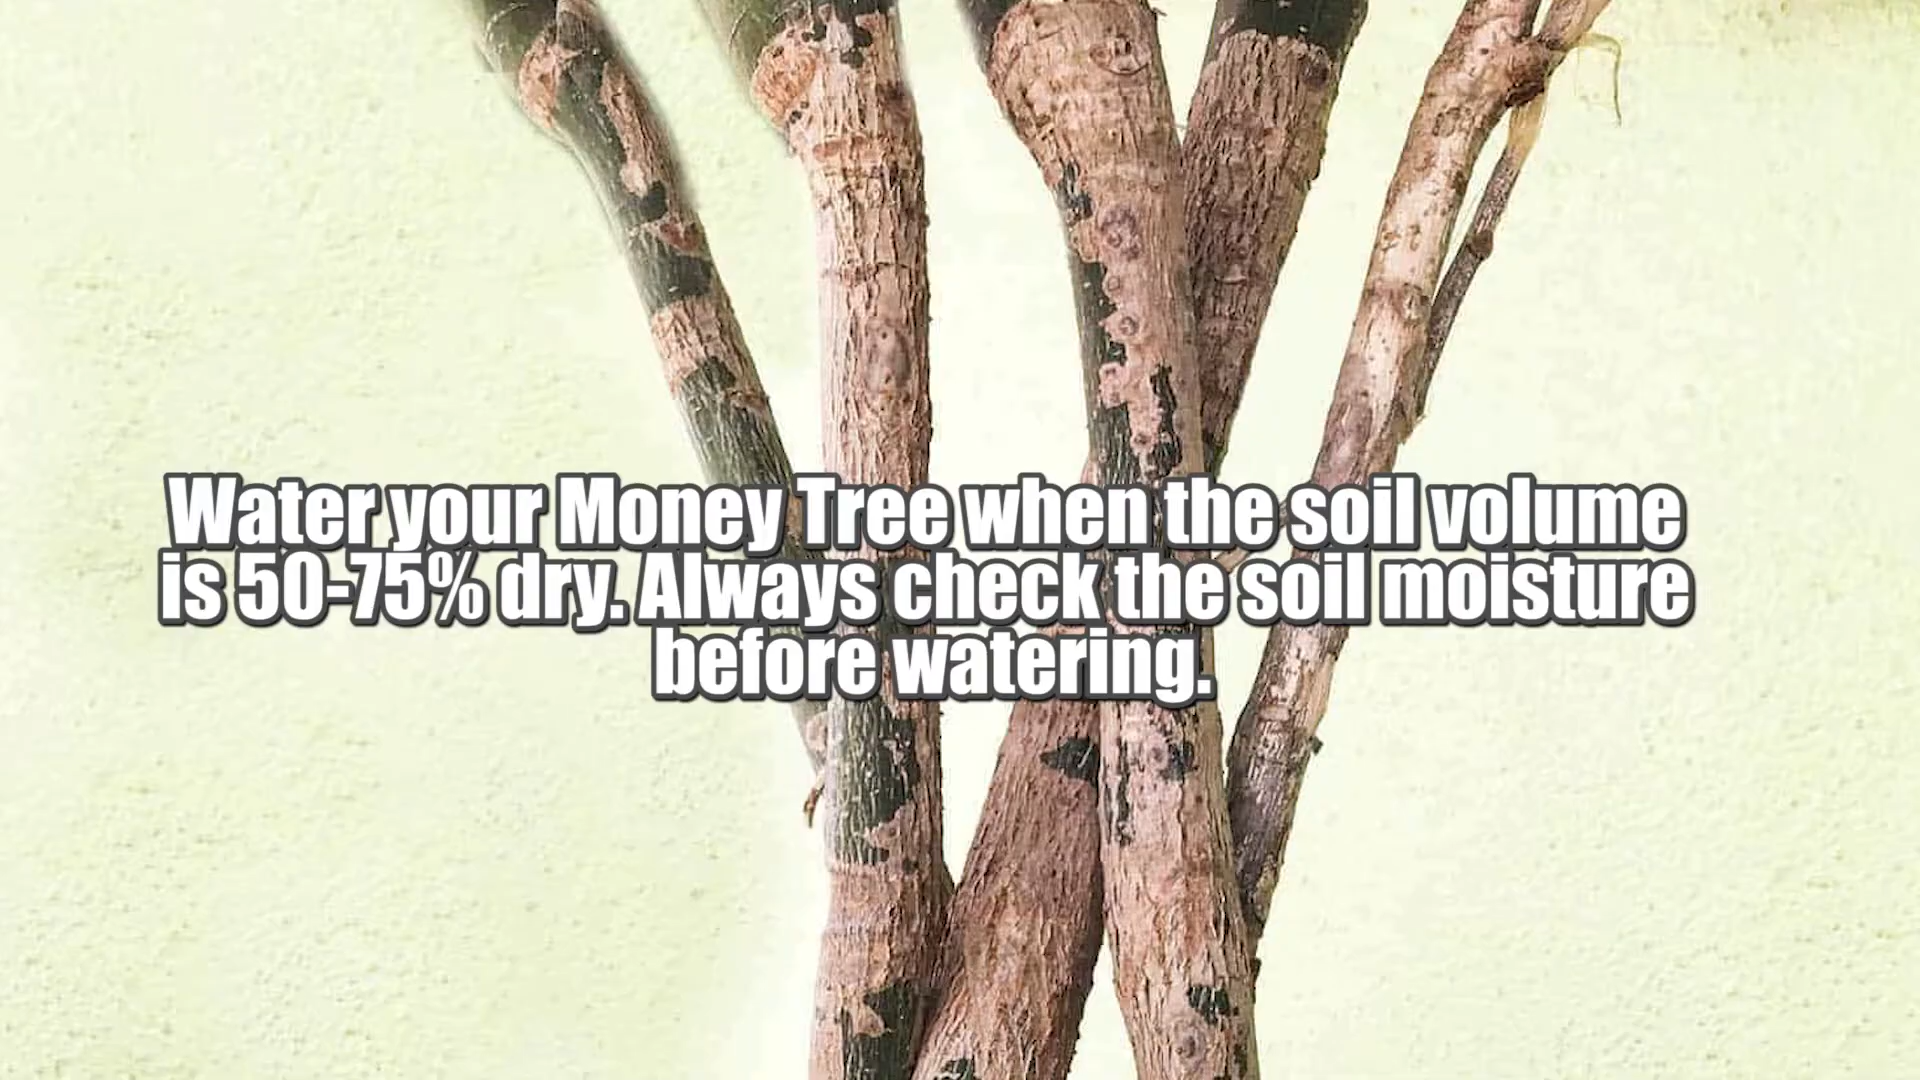 Water your Money Tree when the soil volume
is 50-75% dry. Always check the soil moisture
before watering.